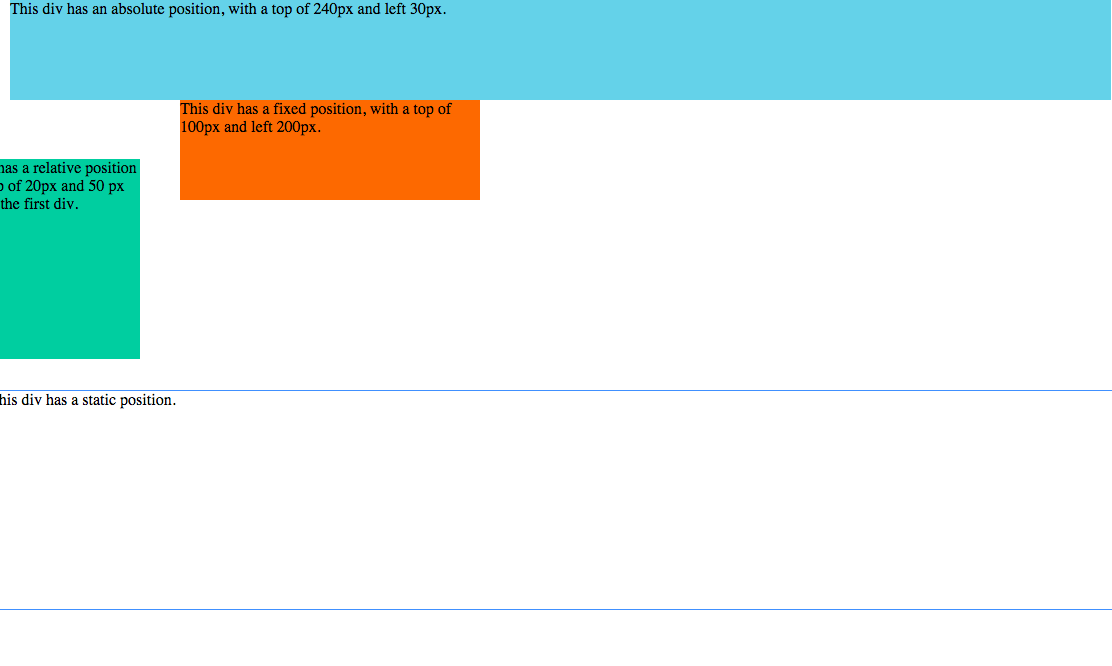 This div has an absolute position, with a top of 240px and left 30px.
This div has a fixed position, with a top of
100px and left 200px.
has a relative position
of 20px and 50 px
the first div.
his div has a static position.